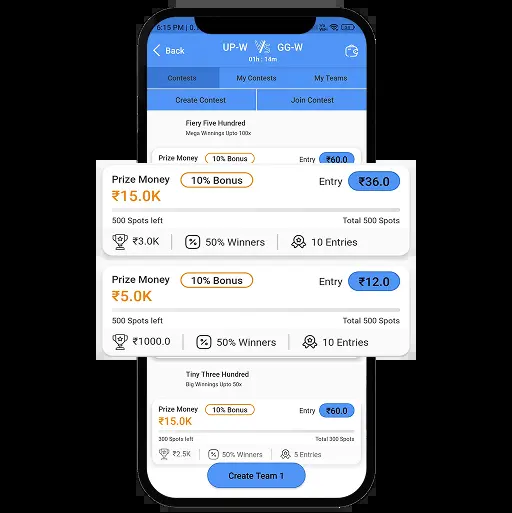 6:15 PM | 0.
Back
UP-W VS GG-W
01h : 14m
Contests My Contests My Teams
Create Contest Join Contest
Fiery Five Hundred
Mega Winnings Upto 100x
Prize Money 10% Bonus Entry ₹60.0
Prize Money 10% Bonus Entry ₹36.0
₹15.0K
500 Spots left Total 500 Spots
₹3.0K 50% Winners 10 Entries
Prize Money 10% Bonus Entry ₹12.0
₹5.0K
500 Spots left Total 500 Spots
₹1000.0 50% Winners 10 Entries
Tiny Three Hundred
Big Winnings Upto 50x
Prize Money 10% Bonus Entry ₹60.0
₹15.0K
300 Spots left Total 300 Spots
₹2.5K 50% Winners 5 Entries
Create Team 1